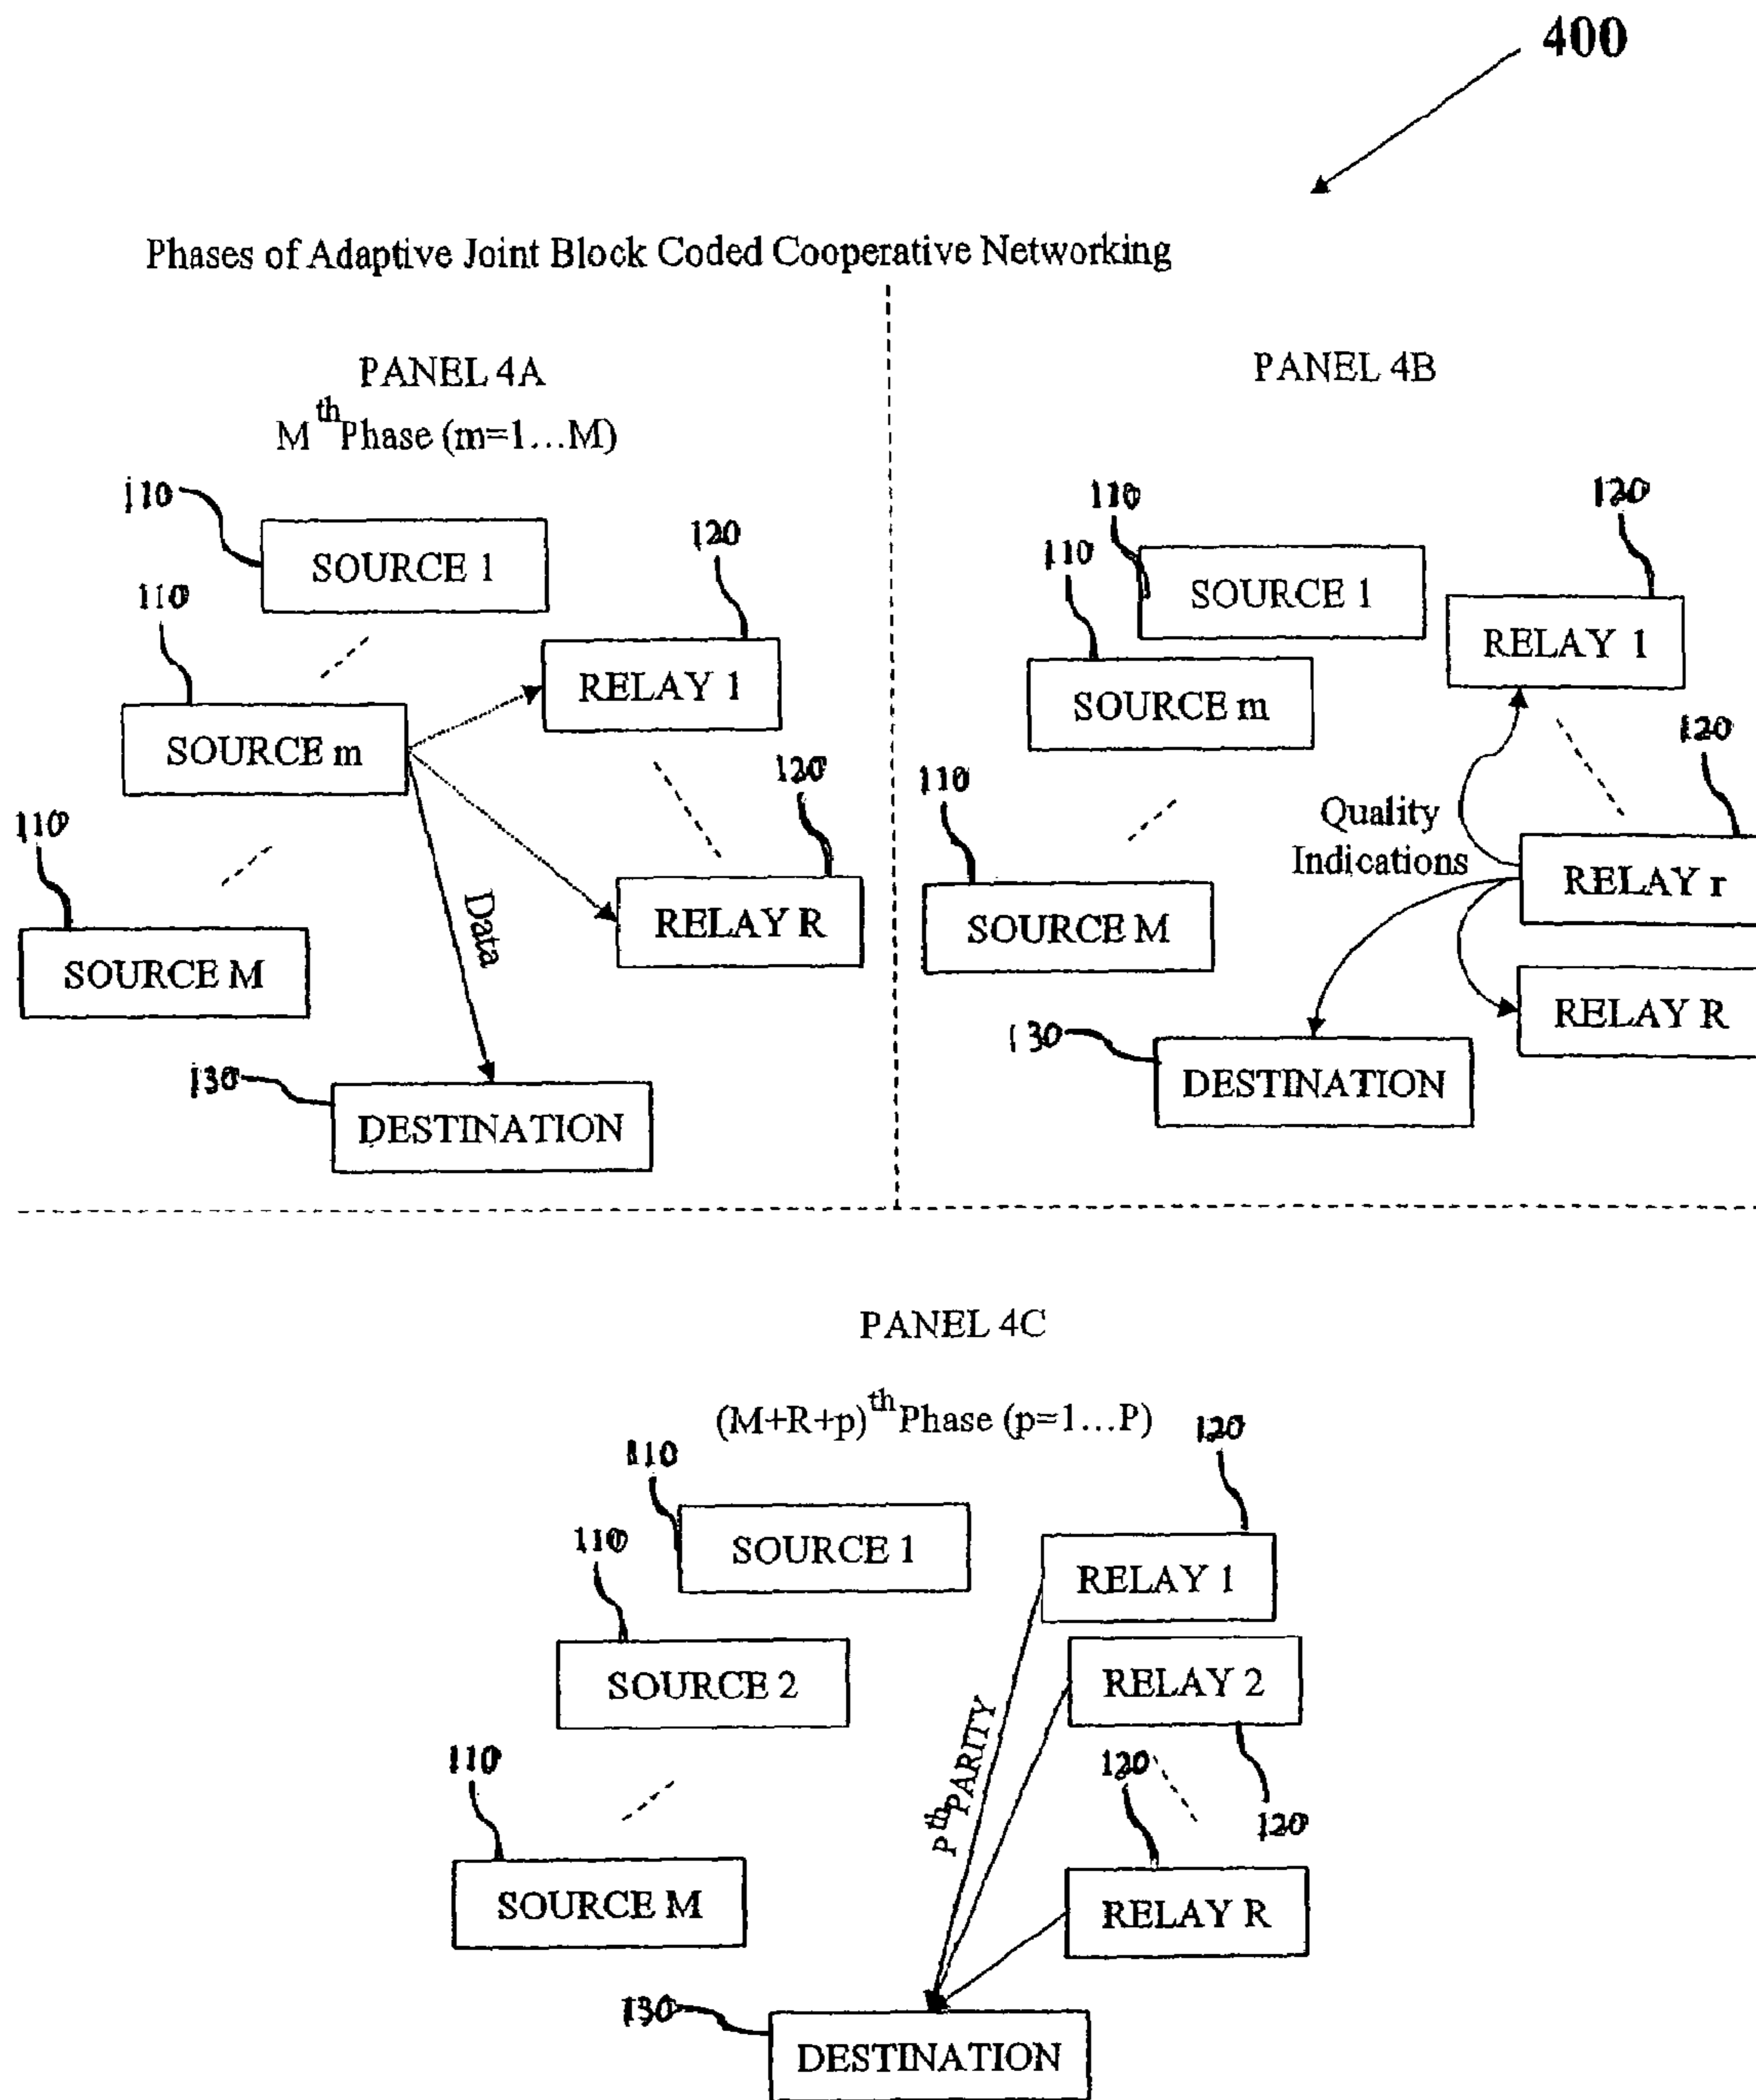 400
Phases of Adaptive Joint Block Coded Cooperative Networking
PANEL 4A
M th Phase (m=1...M)
110
SOURCE 1
120
110
RELAY 1
SOURCE m
120
110
RELAY R
Data
SOURCE M
130
DESTINATION
PANEL 4B
110
120
110
SOURCE 1
RELAY 1
SOURCE m
120
110
Quality
Indications
RELAY r
SOURCE M
RELAY R
130
DESTINATION
PANEL 4C
(M+R+p)th Phase (p=1...P)
120
110
SOURCE 1
110
RELAY 1
SOURCE 2
RELAY 2
Pth PARITY
110
120
120
SOURCE M
RELAY R
130
DESTINATION